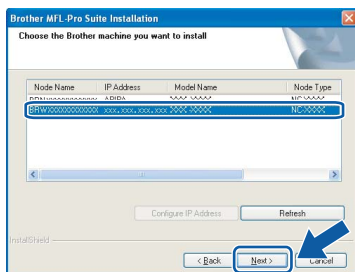 Brother MFL-Pro Suite Installation
Choose the Brother machine you want to install
Node Name IP Address Model Name Node Type
APIPA
BRWXXXXXXXXXXXX xxx.xxx.xxx.xxx XXX-XXXX NC-XXXX
Configure IP Address Refresh
InstallShield
< Back Next > Cancel